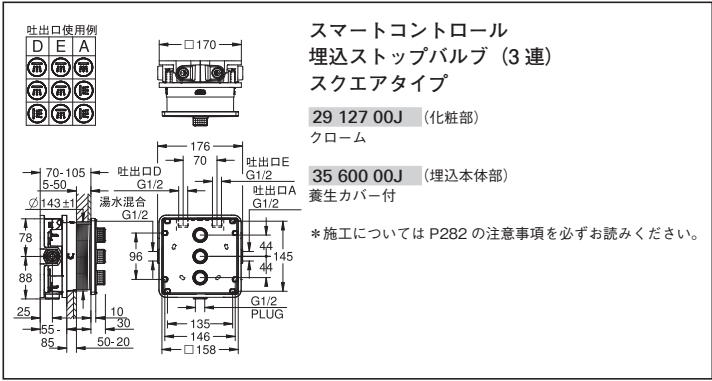 吐出口使用例
D E A
□170
スマートコントロール
埋込ストップバルブ（3 連）
スクエアタイプ
29 127 00J（化粧部）
クローム
35 600 00J（埋込本体部）
養生カバー付
＊施工については P282 の注意事項を必ずお読みください。
176
70
70-105
5-50
∅143±1
吐出口D
G1/2
吐出口E
G1/2
湯水混合
G1/2
吐出口A
G1/2
78
88
96
44
44
145
25
10
30
55-
85
50-20
G1/2
PLUG
135
146
□158